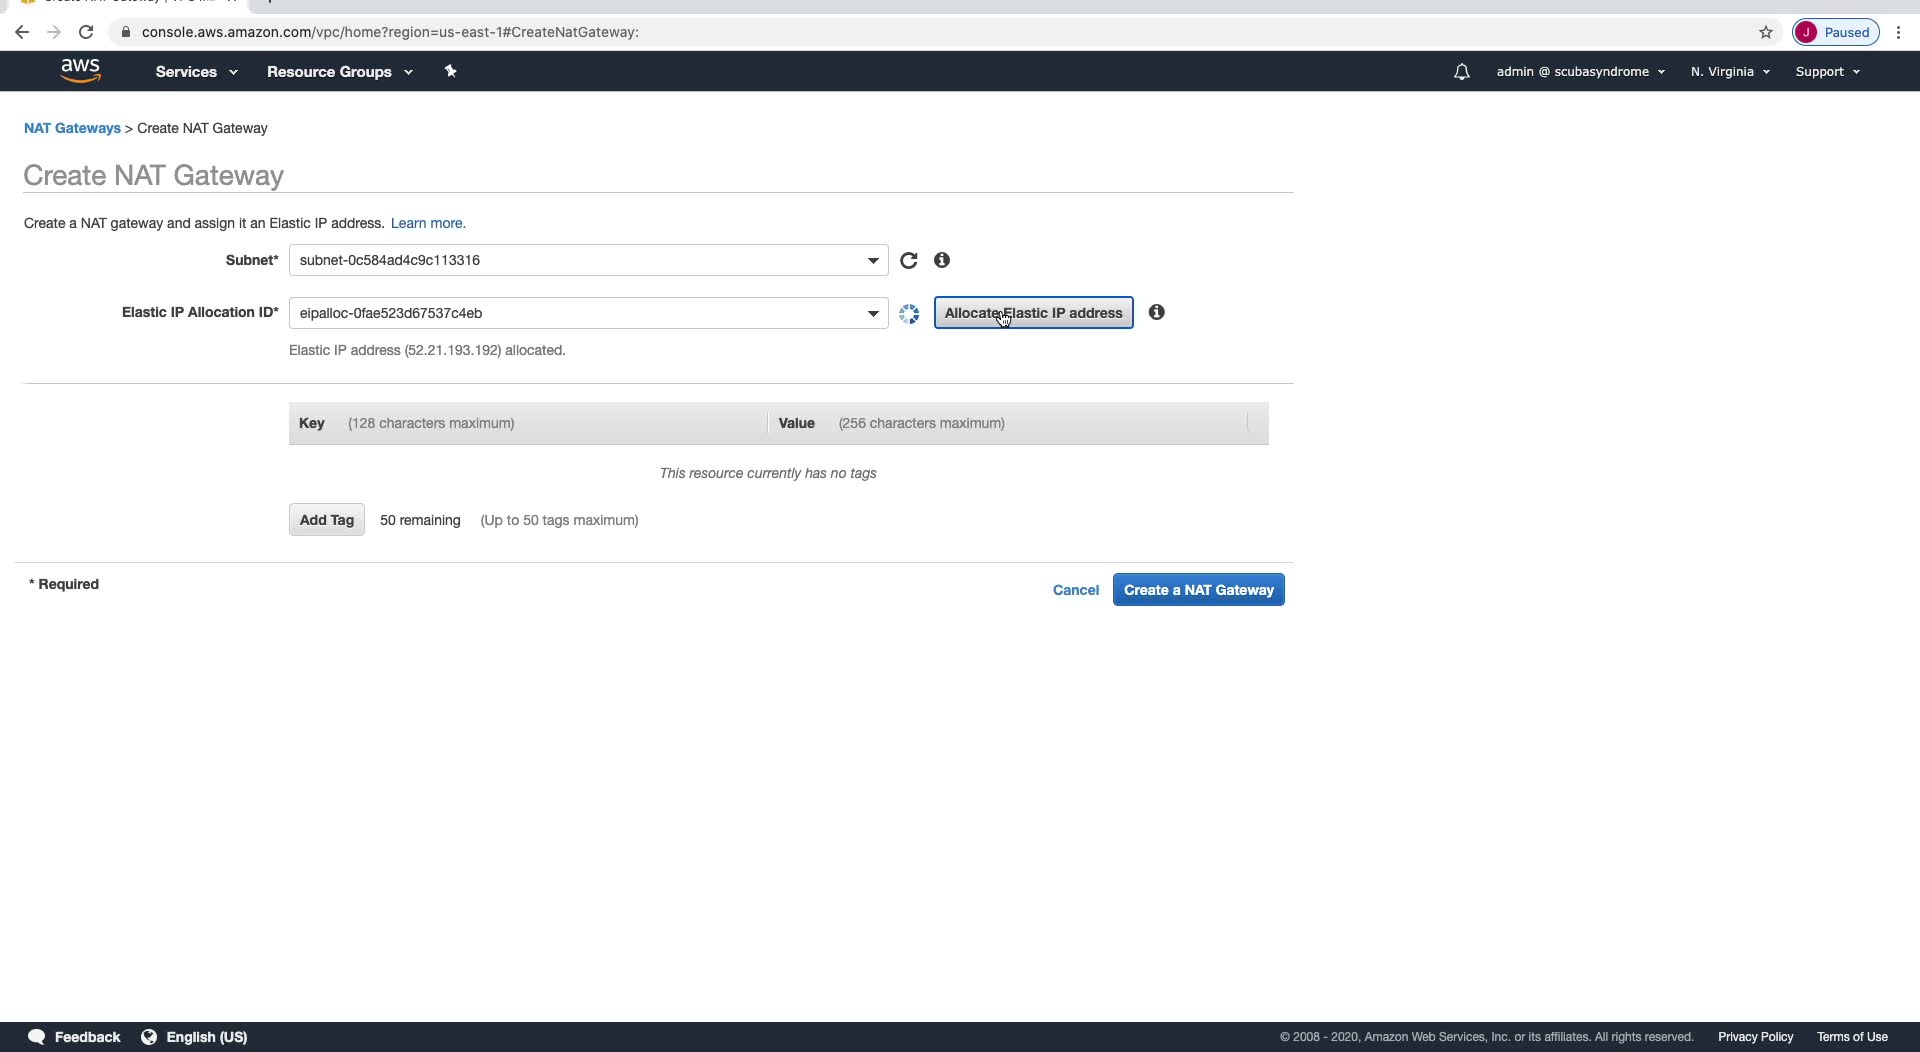 console.aws.amazon.com/vpc/home?region=us-east-1#CreateNatGateway:
J Paused
aws Services Resource Groups admin @ scubasyndrome N. Virginia Support
NAT Gateways > Create NAT Gateway
Create NAT Gateway
Create a NAT gateway and assign it an Elastic IP address. Learn more.
Subnet* subnet-0c584ad4c9c113316
Elastic IP Allocation ID* eipalloc-0fae523d67537c4eb Allocate Elastic IP address
Elastic IP address (52.21.193.192) allocated.
Key (128 characters maximum) Value (256 characters maximum)
This resource currently has no tags
Add Tag 50 remaining (Up to 50 tags maximum)
* Required
Cancel Create a NAT Gateway
Feedback English (US) © 2008 - 2020, Amazon Web Services, Inc. or its affiliates. All rights reserved. Privacy Policy Terms of Use